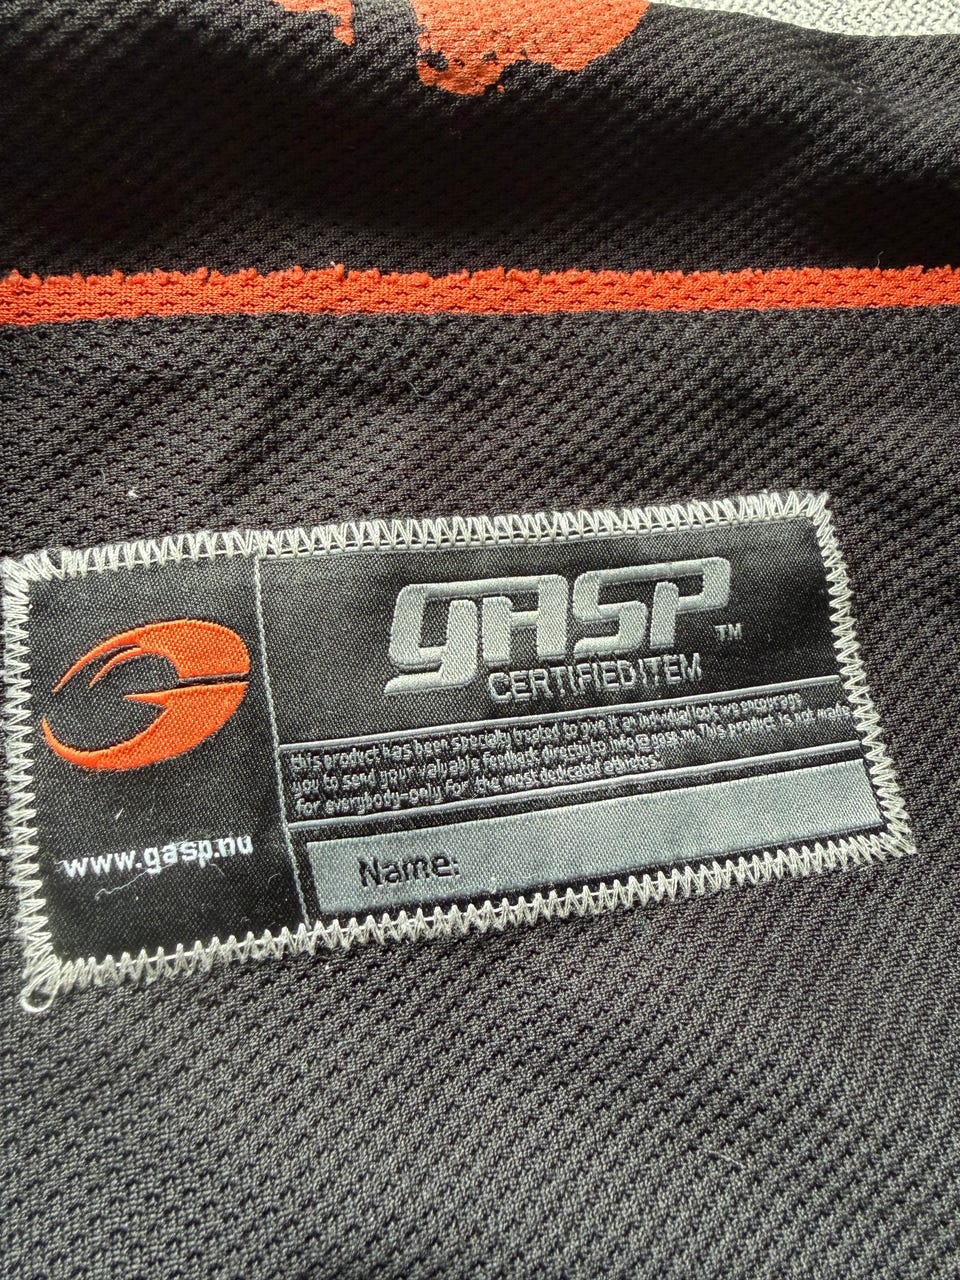 gASP TM
CERTIFIED ITEM
this product has been specially treated to give it an individual look-we encourage
you to send your valuable feedback directly to info@gasp.nu This product is not made
for everybody-only for the most dedicated athletes
Name:
www.gasp.nu